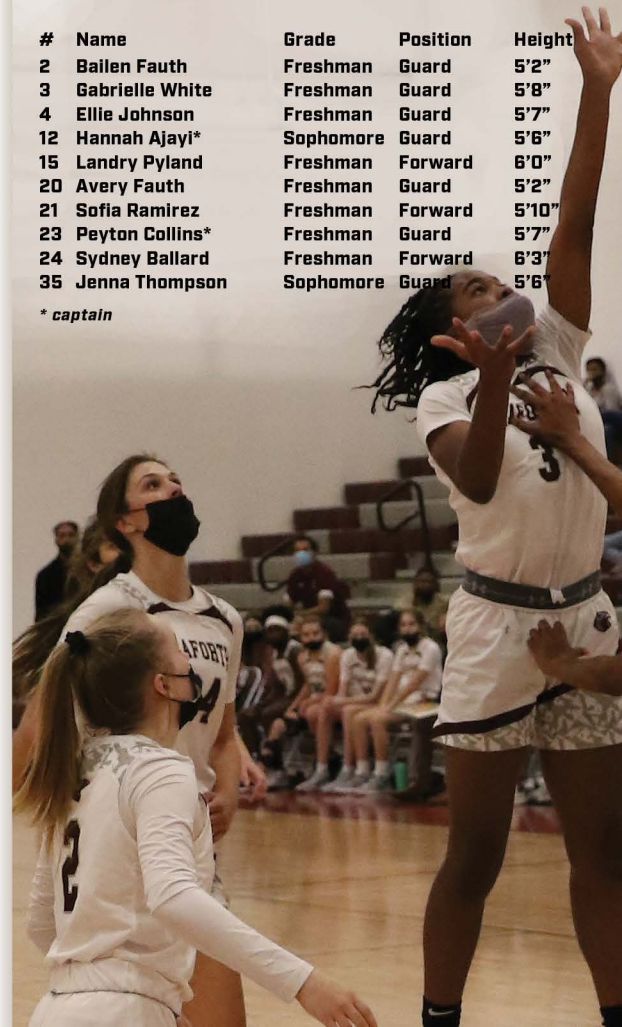 # Name Grade Position Height
2 Bailen Fauth Freshman Guard 5'2"
3 Gabrielle White Freshman Guard 5'8"
4 Ellie Johnson Freshman Guard 5'7"
12 Hannah Ajayi* Sophomore Guard 5'6"
15 Landry Pyland Freshman Forward 6'0"
20 Avery Fauth Freshman Guard 5'2"
21 Sofia Ramirez Freshman Forward 5'10"
23 Peyton Collins* Freshman Guard 5'7"
24 Sydney Ballard Freshman Forward 6'3"
35 Jenna Thompson Sophomore Guard 5'6"
* captain
3
2